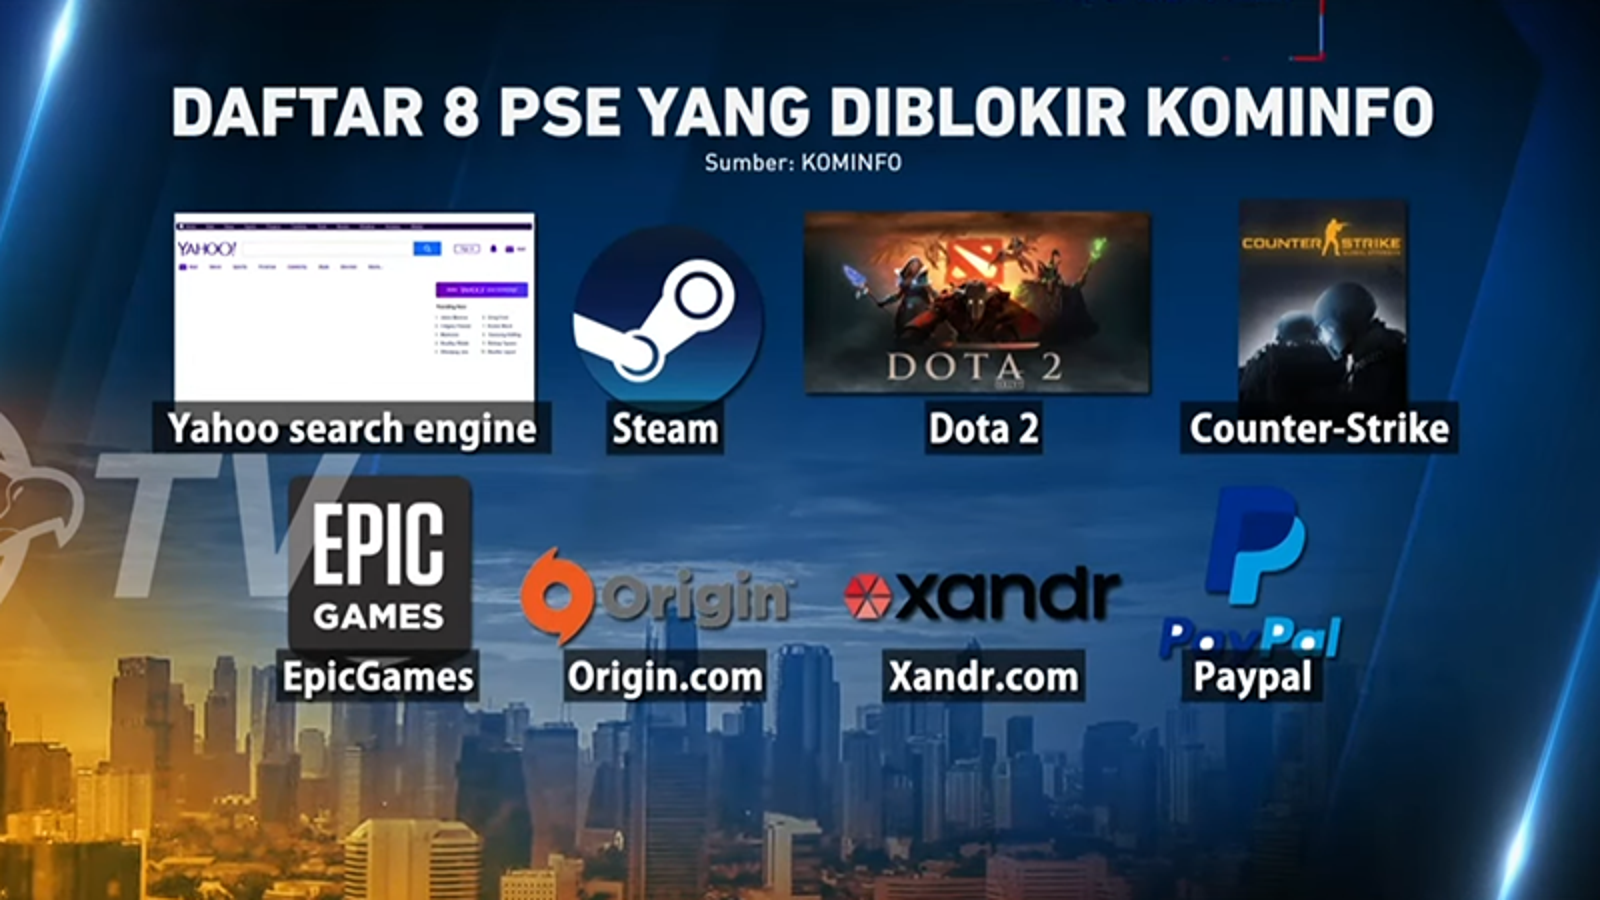 DAFTAR 8 PSE YANG DIBLOKIR KOMINFO
Sumber: KOMINFO
YAHOO!
DOTA 2
COUNTER STRIKE
Yahoo search engine
Steam
Dota 2
Counter-Strike
TV
EPIC
GAMES
Origin
xandr
PayPal
EpicGames
Origin.com
Xandr.com
Paypal